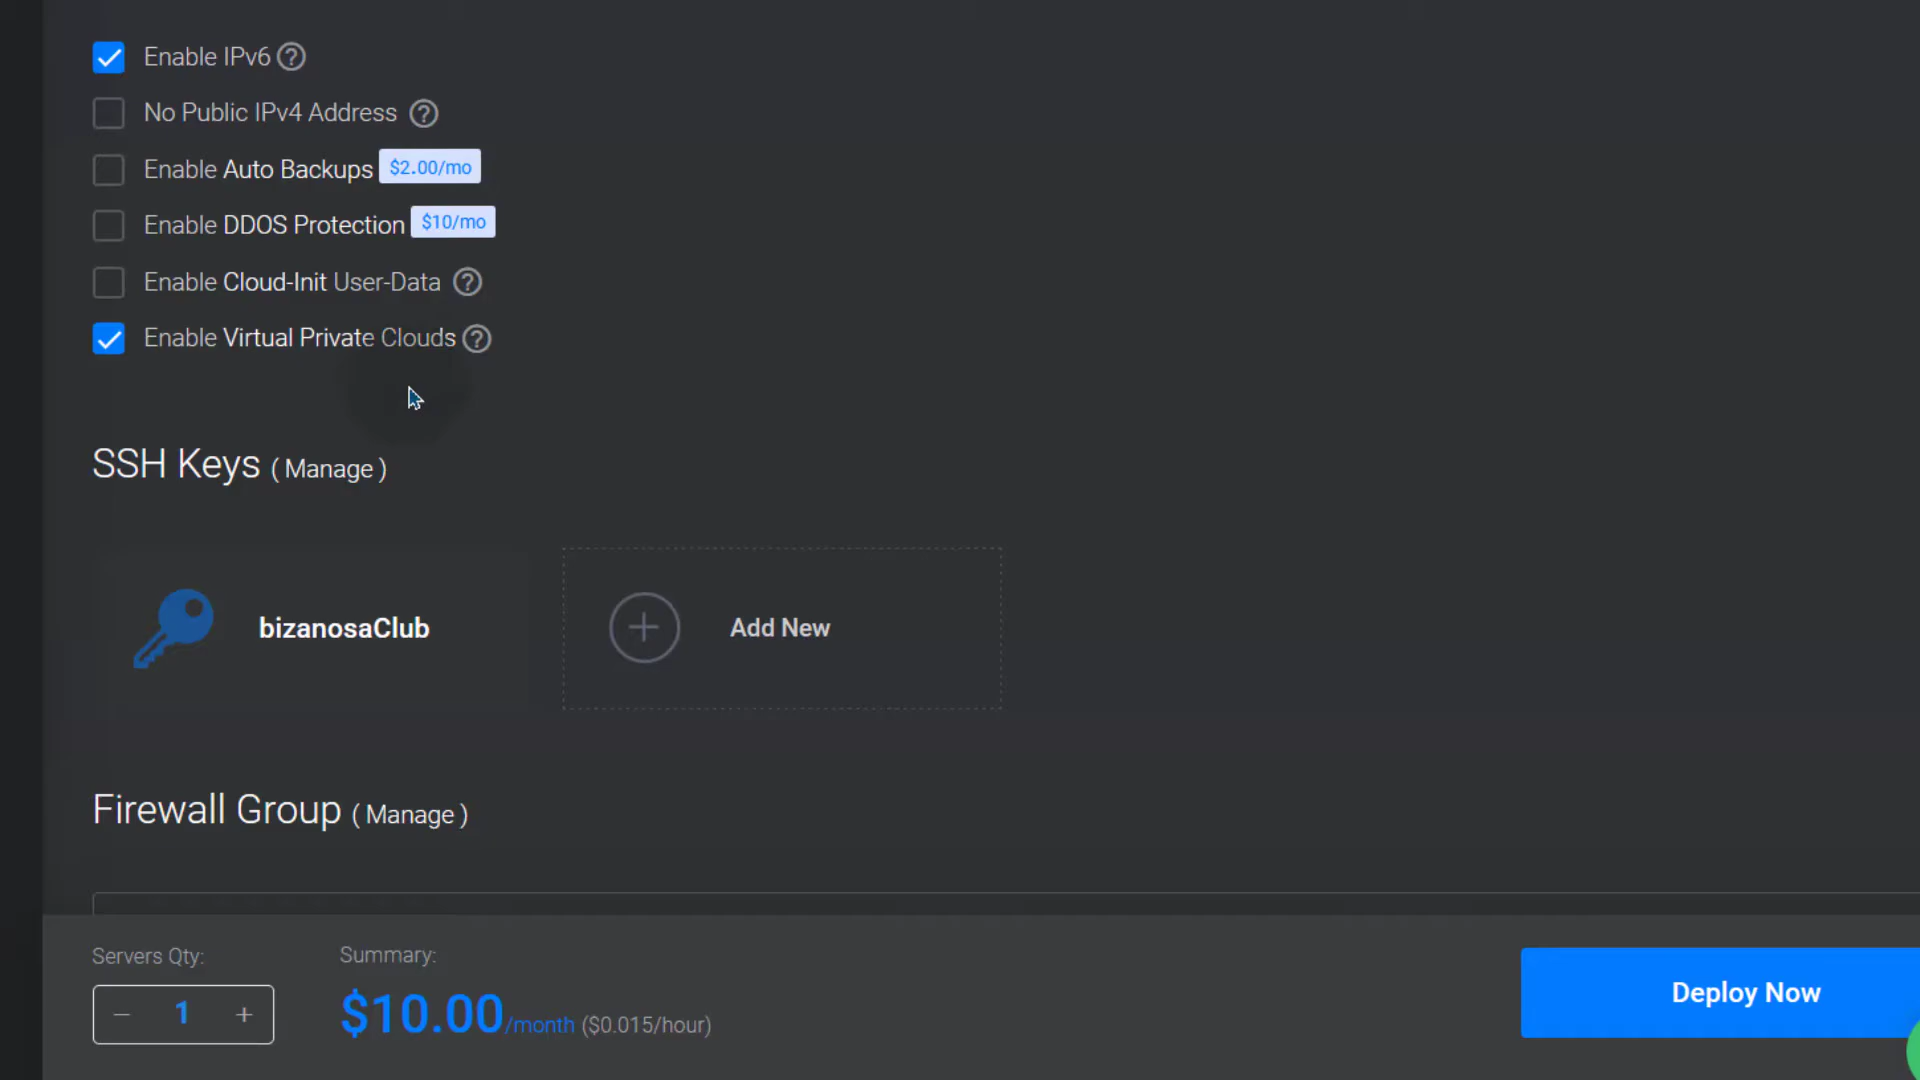 Enable IPv6 ?
No Public IPv4 Address ?
Enable Auto Backups $2.00/mo
Enable DDOS Protection $10/mo
Enable Cloud-Init User-Data ?
Enable Virtual Private Clouds ?
SSH Keys ( Manage )
bizanosaClub
+ Add New
Firewall Group ( Manage )
Servers Qty:
− 1 +
Summary:
$10.00/month ($0.015/hour)
Deploy Now